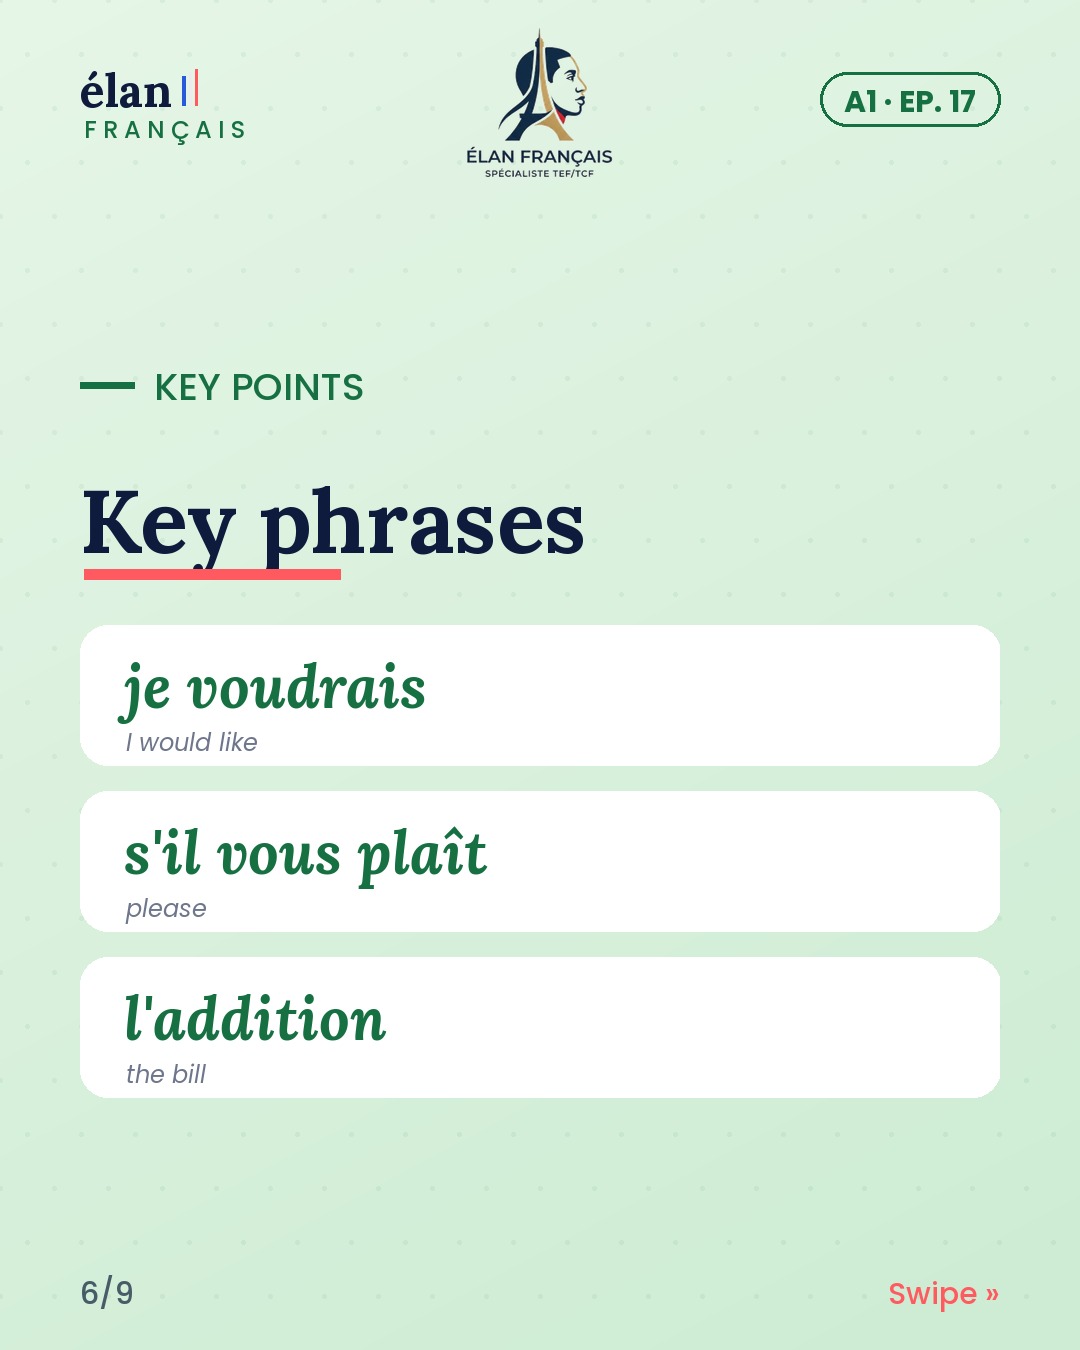 élan
FRANÇAIS
ÉLAN FRANÇAIS
SPÉCIALISTE TEF/TCF
A1 · EP. 17
KEY POINTS
Key phrases
je voudrais
I would like
s'il vous plaît
please
l'addition
the bill
6/9
Swipe »